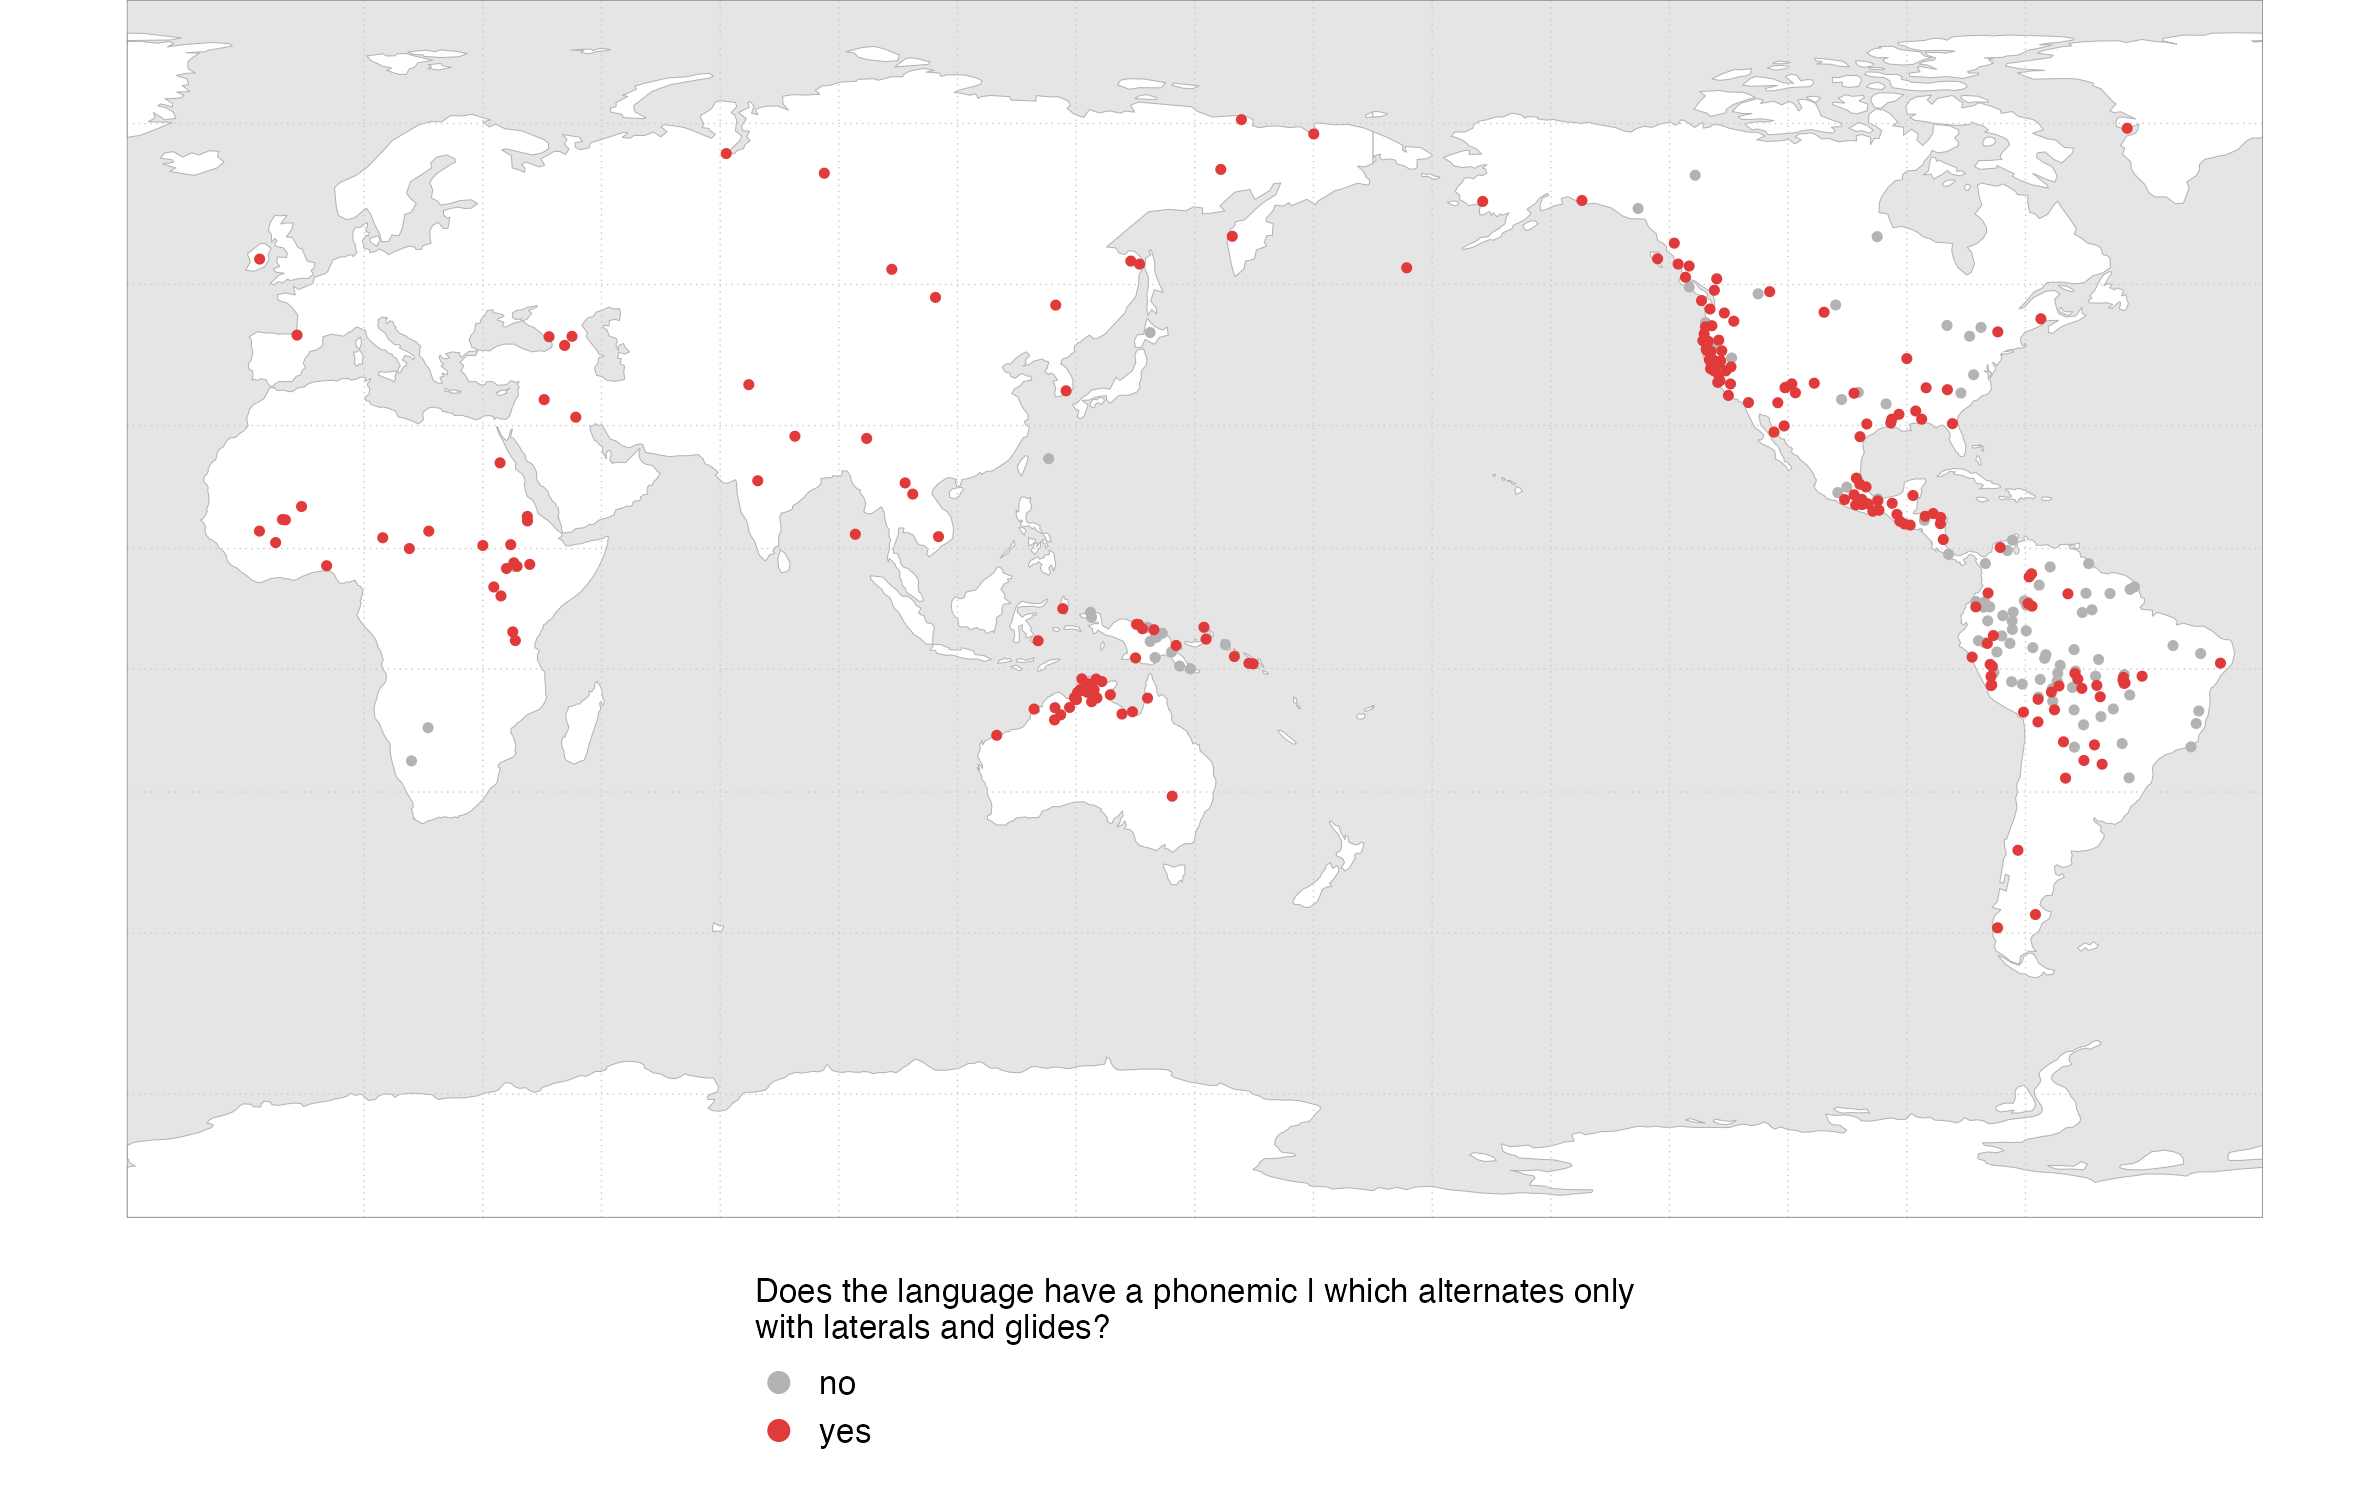 Does the language have a phonemic l which alternates only
with laterals and glides?
no
yes